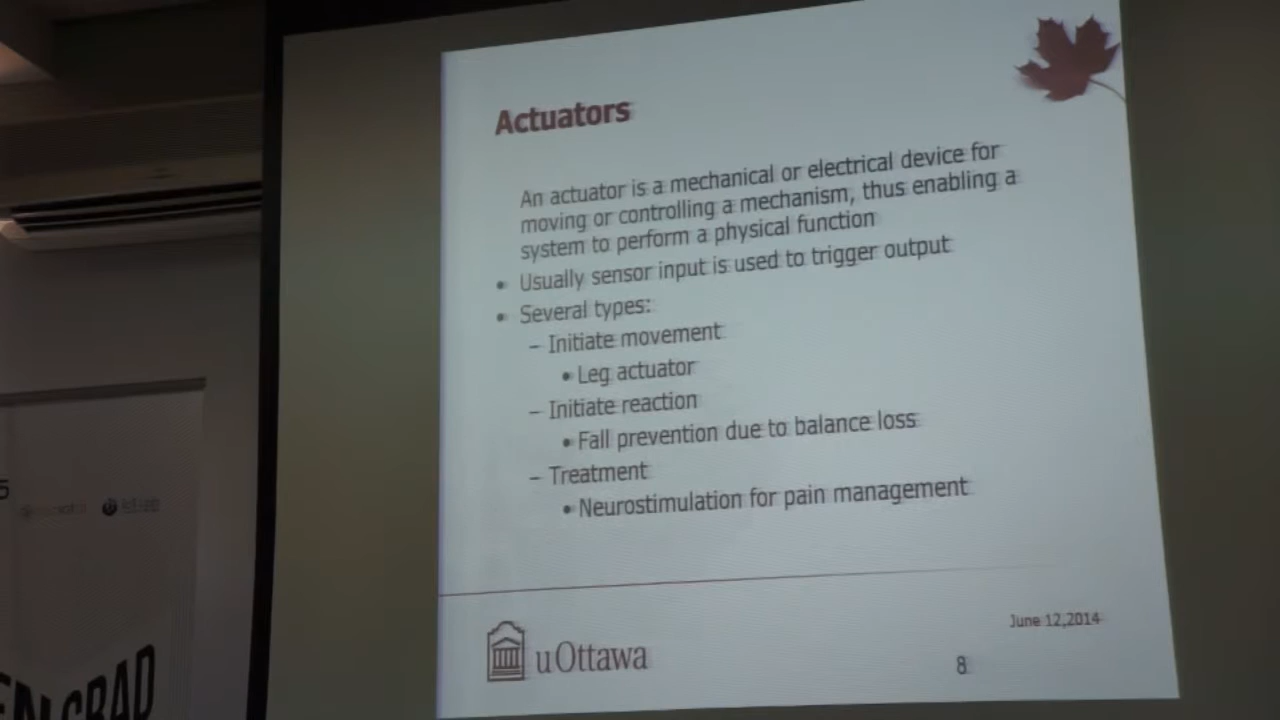 Actuators
An actuator is a mechanical or electrical device for
moving or controlling a mechanism, thus enabling a
system to perform a physical function
• Usually sensor input is used to trigger output
• Several types:
– Initiate movement
• Leg actuator
– Initiate reaction
• Fall prevention due to balance loss
– Treatment
• Neurostimulation for pain management
June 12,2014
uOttawa
8
GRAD